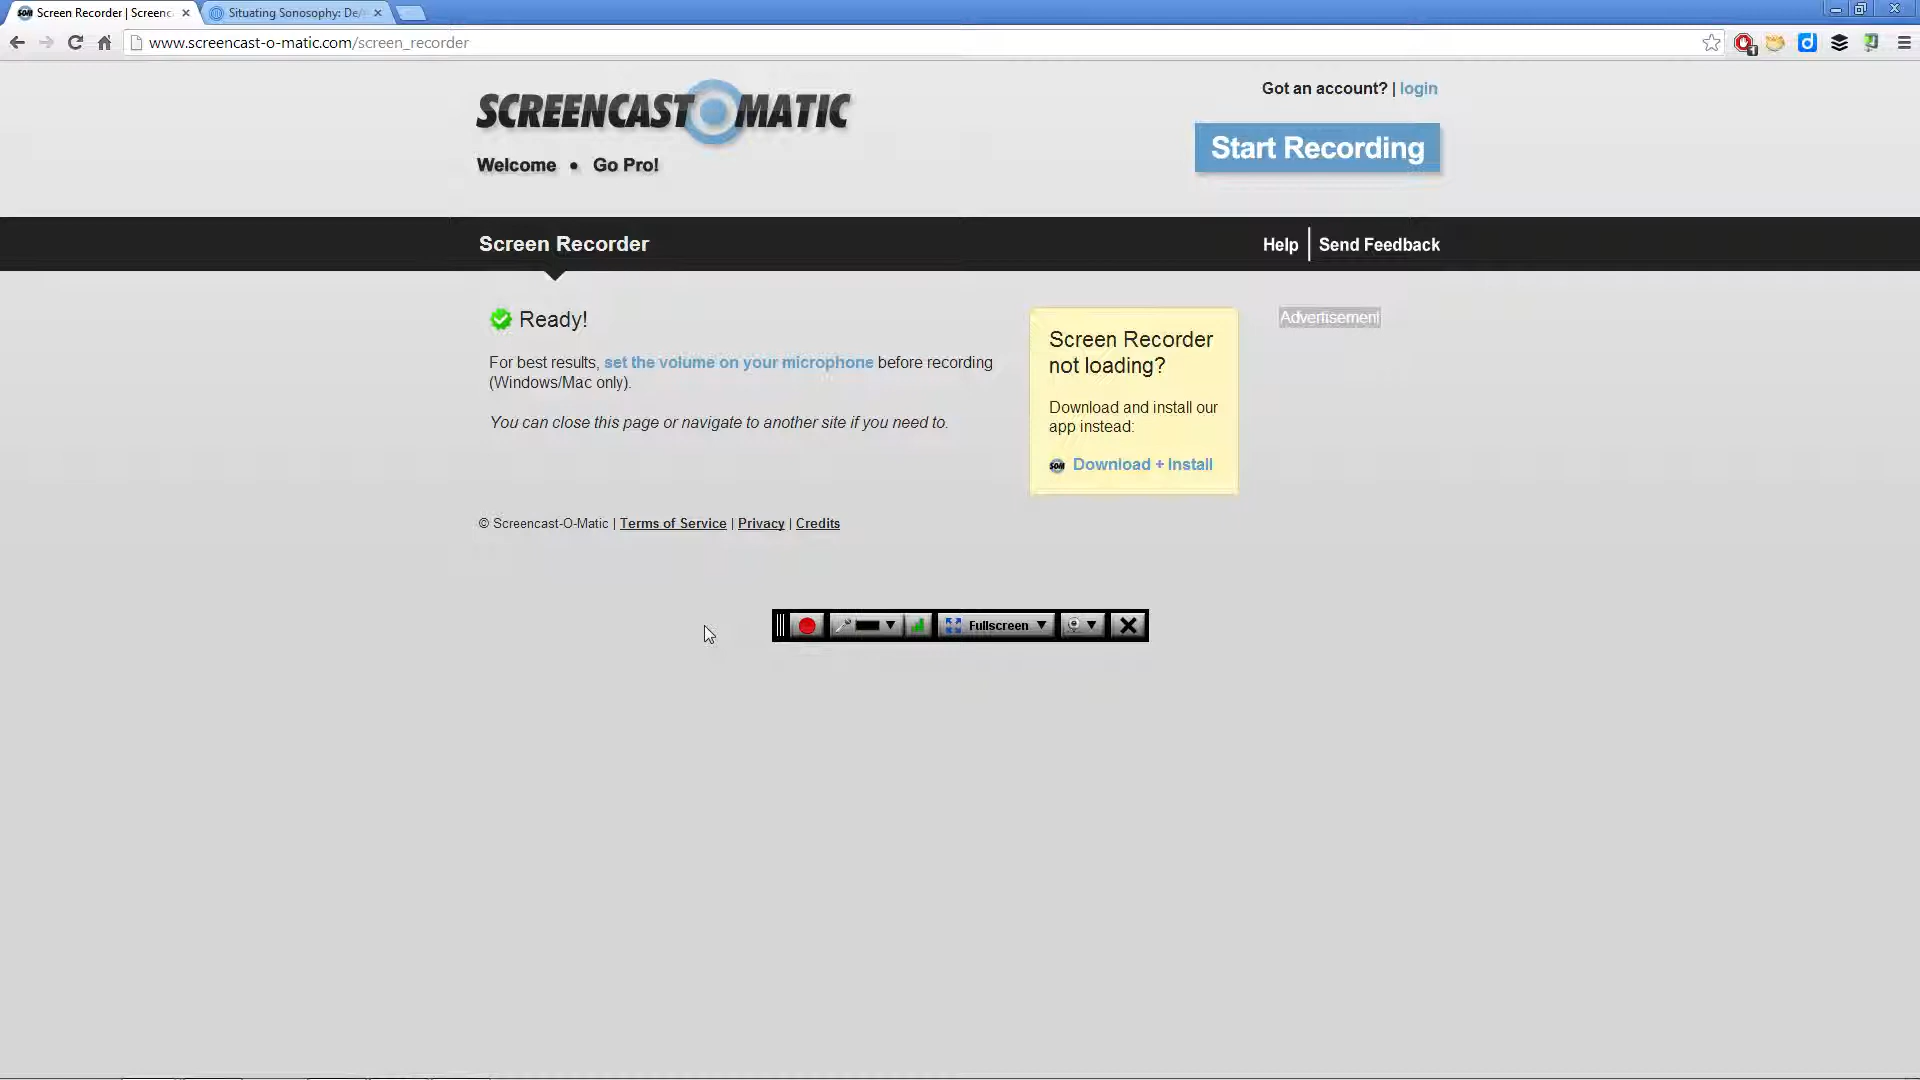 Screen Recorder | Screenc
Situating Sonosophy: De/
www.screencast-o-matic.com/screen_recorder
SCREENCAST O MATIC
Got an account? | login
Start Recording
Welcome • Go Pro!
Screen Recorder
Help | Send Feedback
Ready!
For best results, set the volume on your microphone before recording
(Windows/Mac only).
You can close this page or navigate to another site if you need to.
Screen Recorder
not loading?
Download and install our
app instead:
SOM Download + Install
Advertisement
© Screencast-O-Matic | Terms of Service | Privacy | Credits
Fullscreen